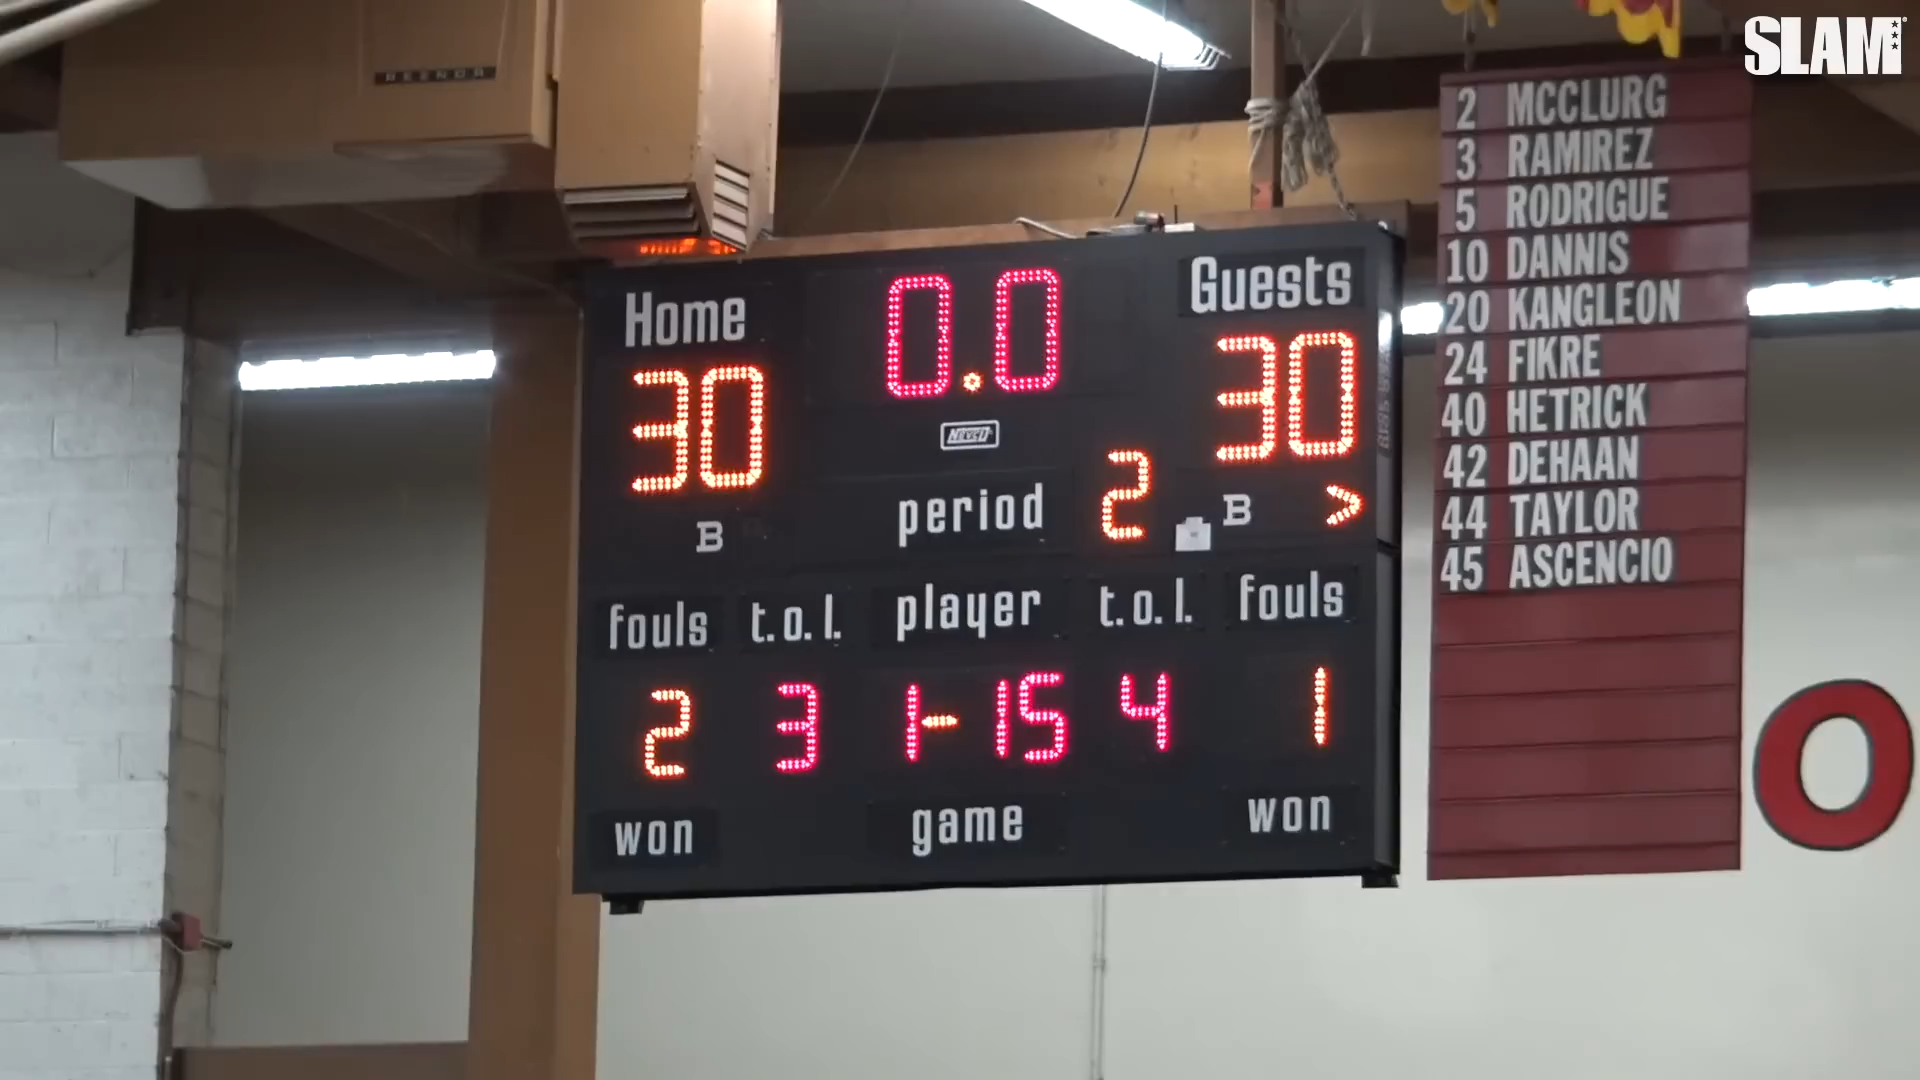 SLAM
REZNOR
Home
0.0
Guests
30
30
NEVCO
period
2
B
B
>
fouls
t.o.l.
player
t.o.l.
fouls
2
3
1-15
4
1
won
game
won
2 MCCLURG
3 RAMIREZ
5 RODRIGUE
10 DANNIS
20 KANGLEON
24 FIKRE
40 HETRICK
42 DEHAAN
44 TAYLOR
45 ASCENCIO
O